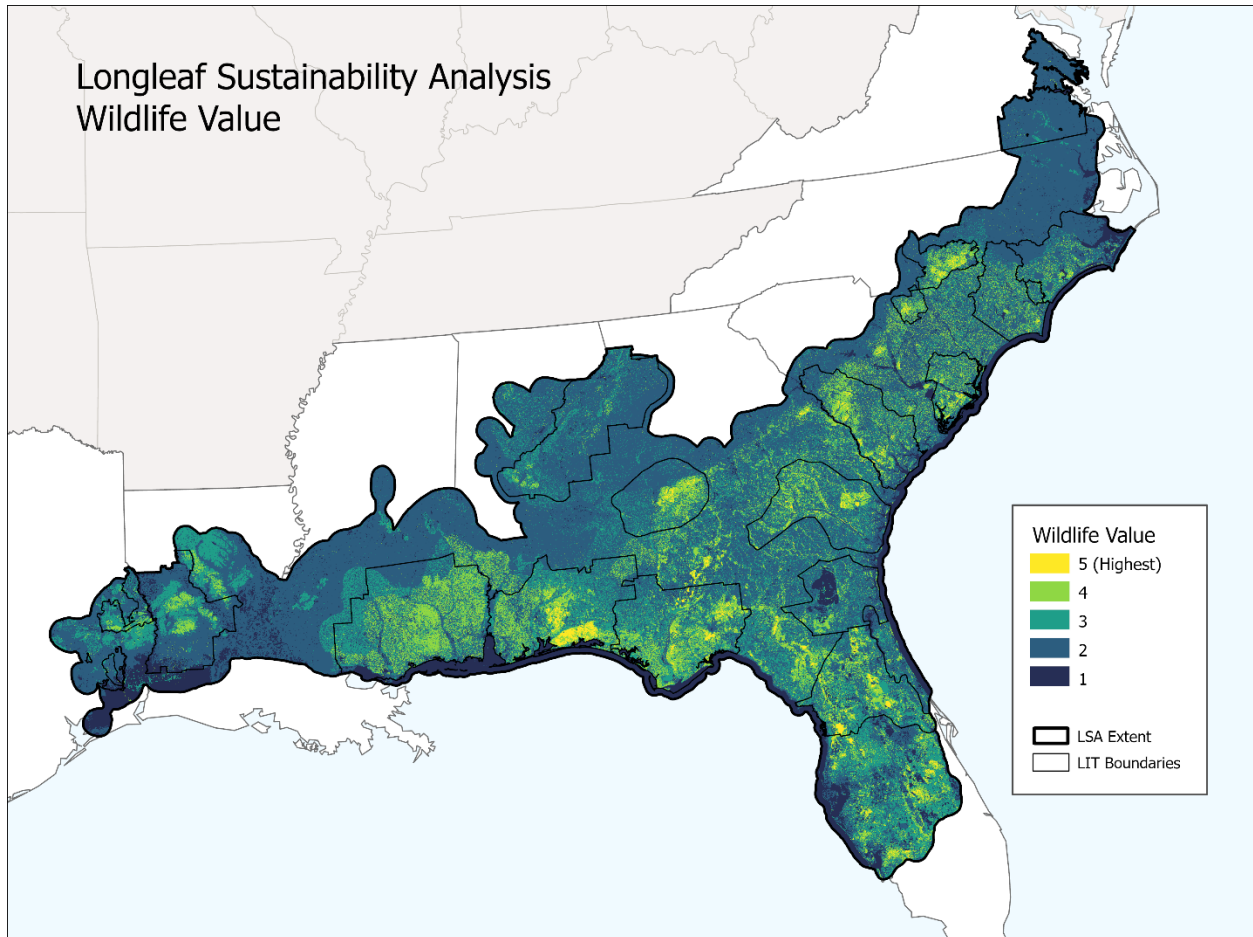 Longleaf Sustainability Analysis
Wildlife Value
Wildlife Value
5 (Highest)
4
3
2
1
LSA Extent
LIT Boundaries